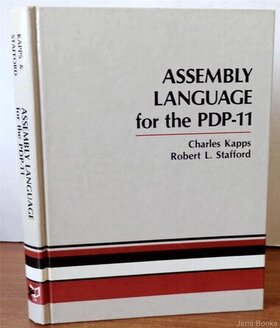 KAPPS &
STAFFORD
ASSEMBLY LANGUAGE
for the PDP-11
ASSEMBLY
LANGUAGE
for the PDP-11
Charles Kapps
Robert L. Stafford
Jemi Books